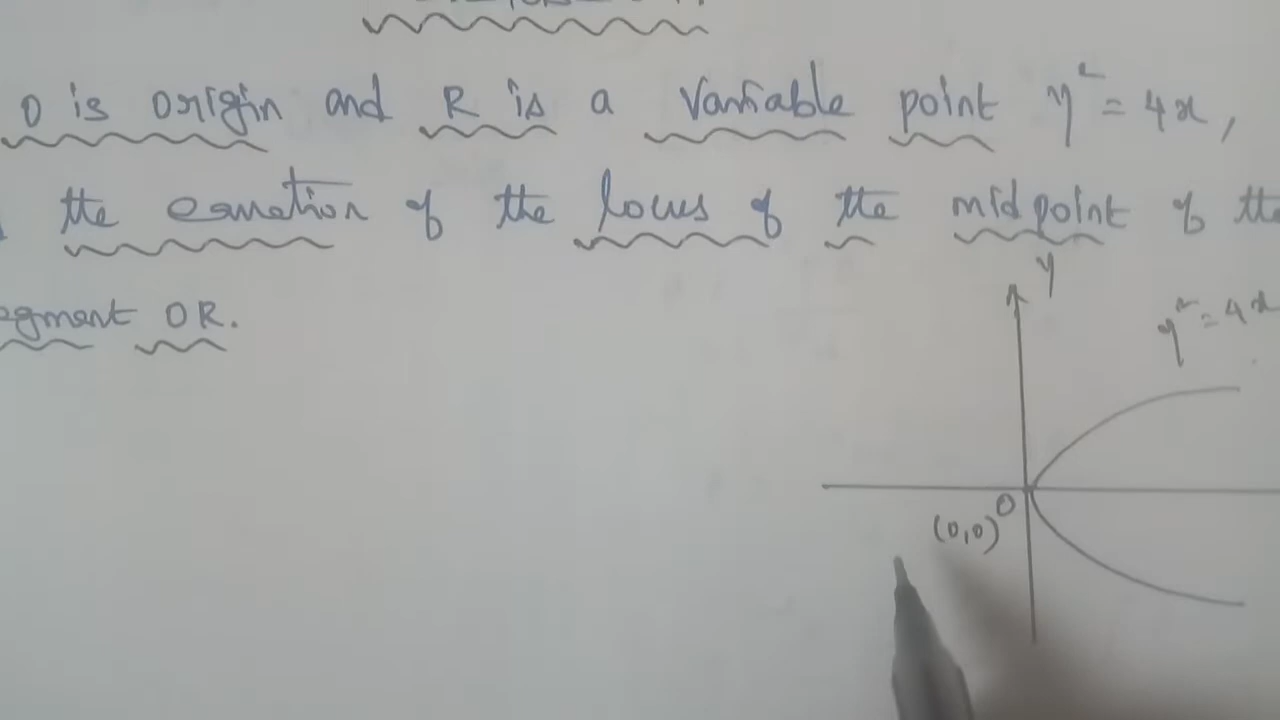 O is origin and R is a variable point y² = 4x,
the equation of the locus of the midpoint of the
egment OR.
y
y² = 4x
O
(0,0)